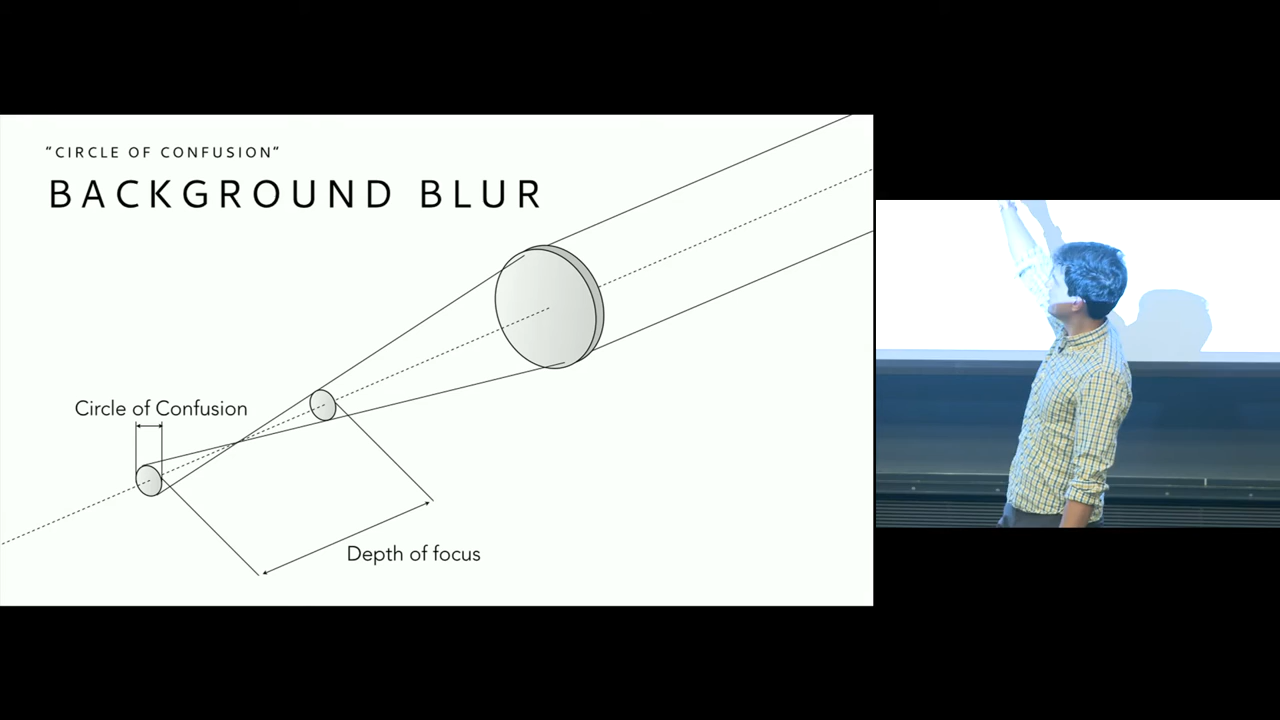 “CIRCLE OF CONFUSION“
BACKGROUND BLUR
Circle of Confusion
Depth of focus